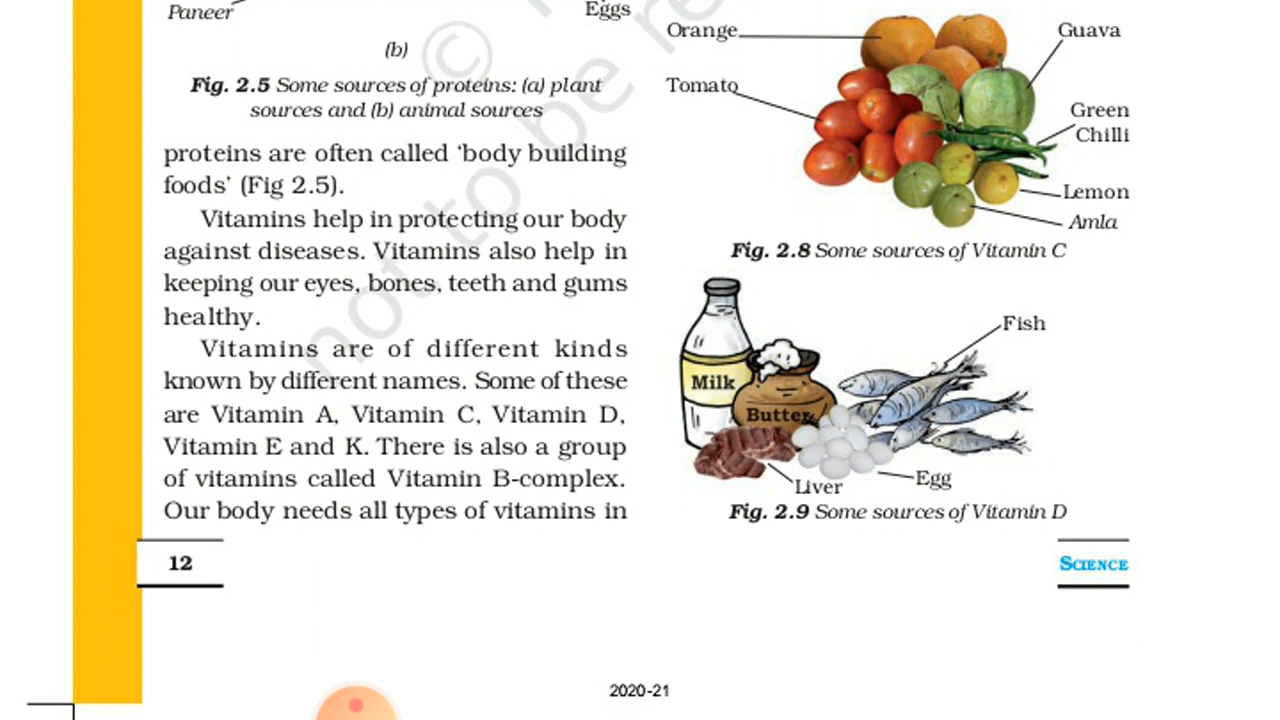 Paneer
Eggs
(b)
Fig. 2.5 Some sources of proteins: (a) plant
sources and (b) animal sources
proteins are often called ‘body building
foods’ (Fig 2.5).
Vitamins help in protecting our body
against diseases. Vitamins also help in
keeping our eyes, bones, teeth and gums
healthy.
Vitamins are of different kinds
known by different names. Some of these
are Vitamin A, Vitamin C, Vitamin D,
Vitamin E and K. There is also a group
of vitamins called Vitamin B-complex.
Our body needs all types of vitamins in
Orange
Guava
Tomato
Green
Chilli
Lemon
Amla
Fig. 2.8 Some sources of Vitamin C
Fish
Milk
Butter
Egg
Liver
Fig. 2.9 Some sources of Vitamin D
12
SCIENCE
2020-21
©
not to be re